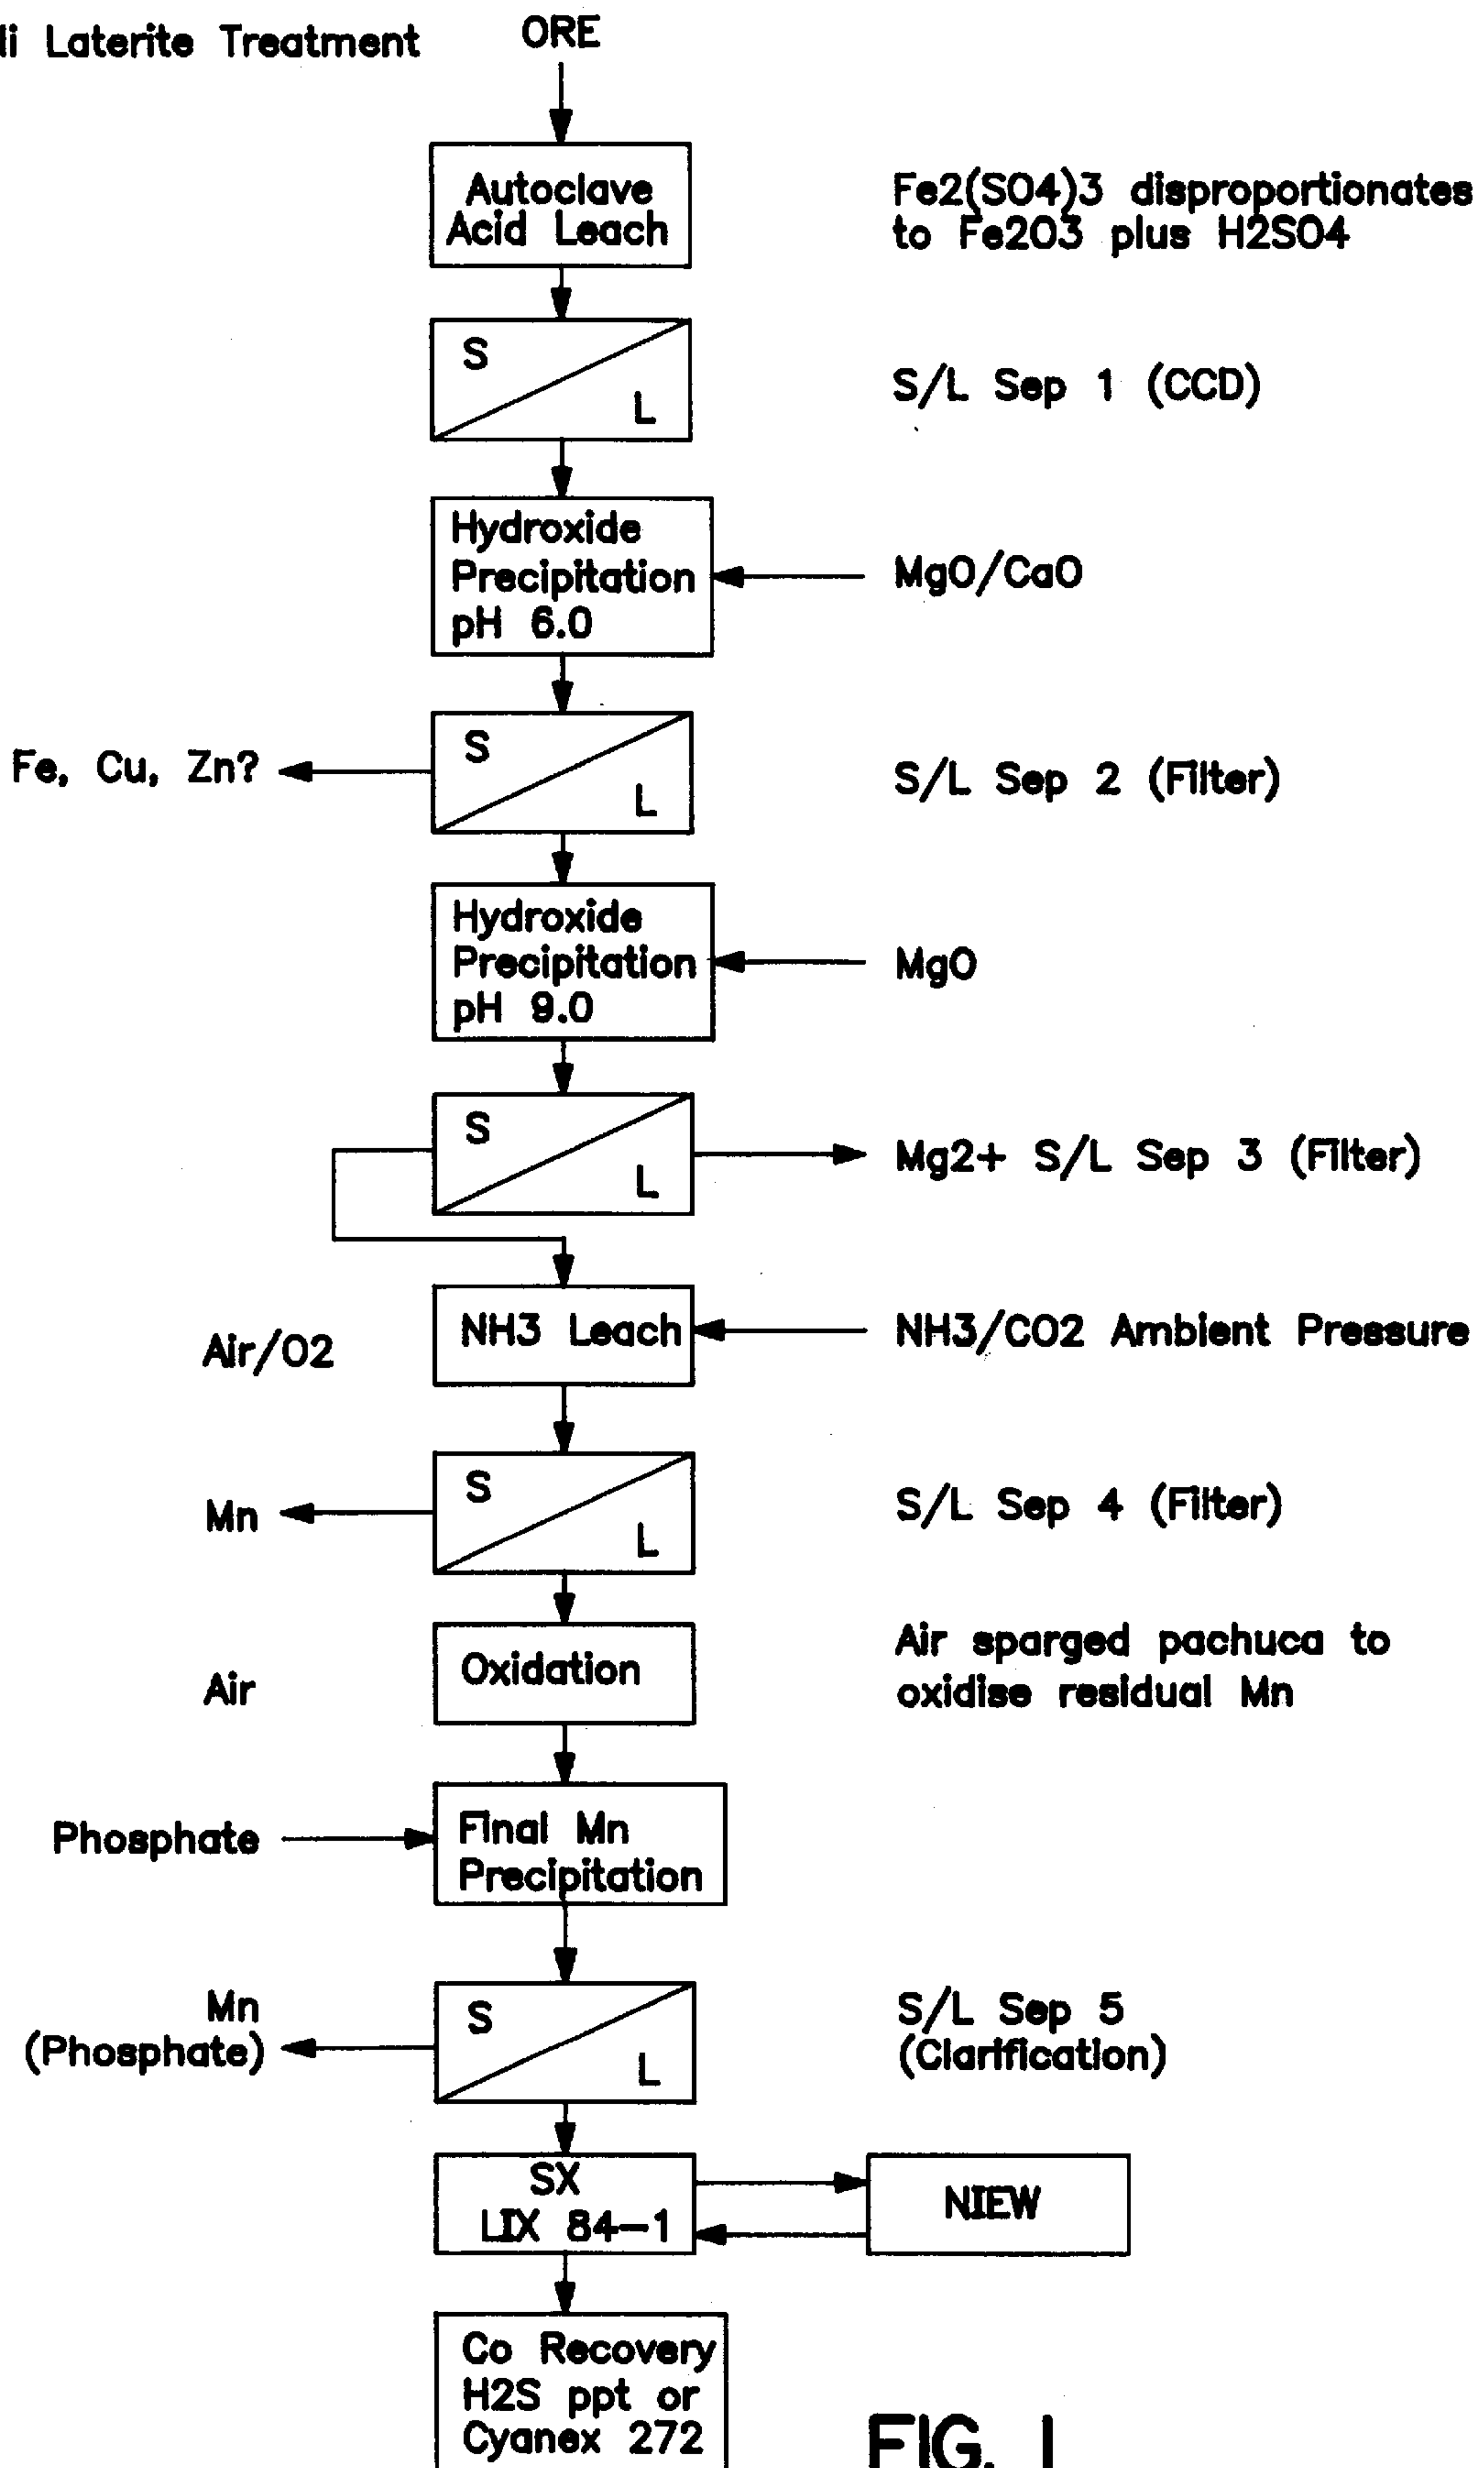 li Laterite Treatment
ORE
Autoclave
Acid Leach
Fe2(SO4)3 disproportionates
to Fe2O3 plus H2SO4
S
L
S/L Sep 1 (CCD)
Hydroxide
Precipitation
pH 6.0
MgO/CaO
Fe, Cu, Zn?
S
L
S/L Sep 2 (Filter)
Hydroxide
Precipitation
pH 9.0
MgO
S
L
Mg2+ S/L Sep 3 (Filter)
Air/O2
NH3 Leach
NH3/CO2 Ambient Pressure
Mn
S
L
S/L Sep 4 (Filter)
Air
Oxidation
Air sparged pachuca to
oxidise residual Mn
Phosphate
Final Mn
Precipitation
Mn
(Phosphate)
S
L
S/L Sep 5
(Clarification)
SX
LIX 84-1
NIEW
Co Recovery
H2S ppt or
Cyanex 272
FIG. 1